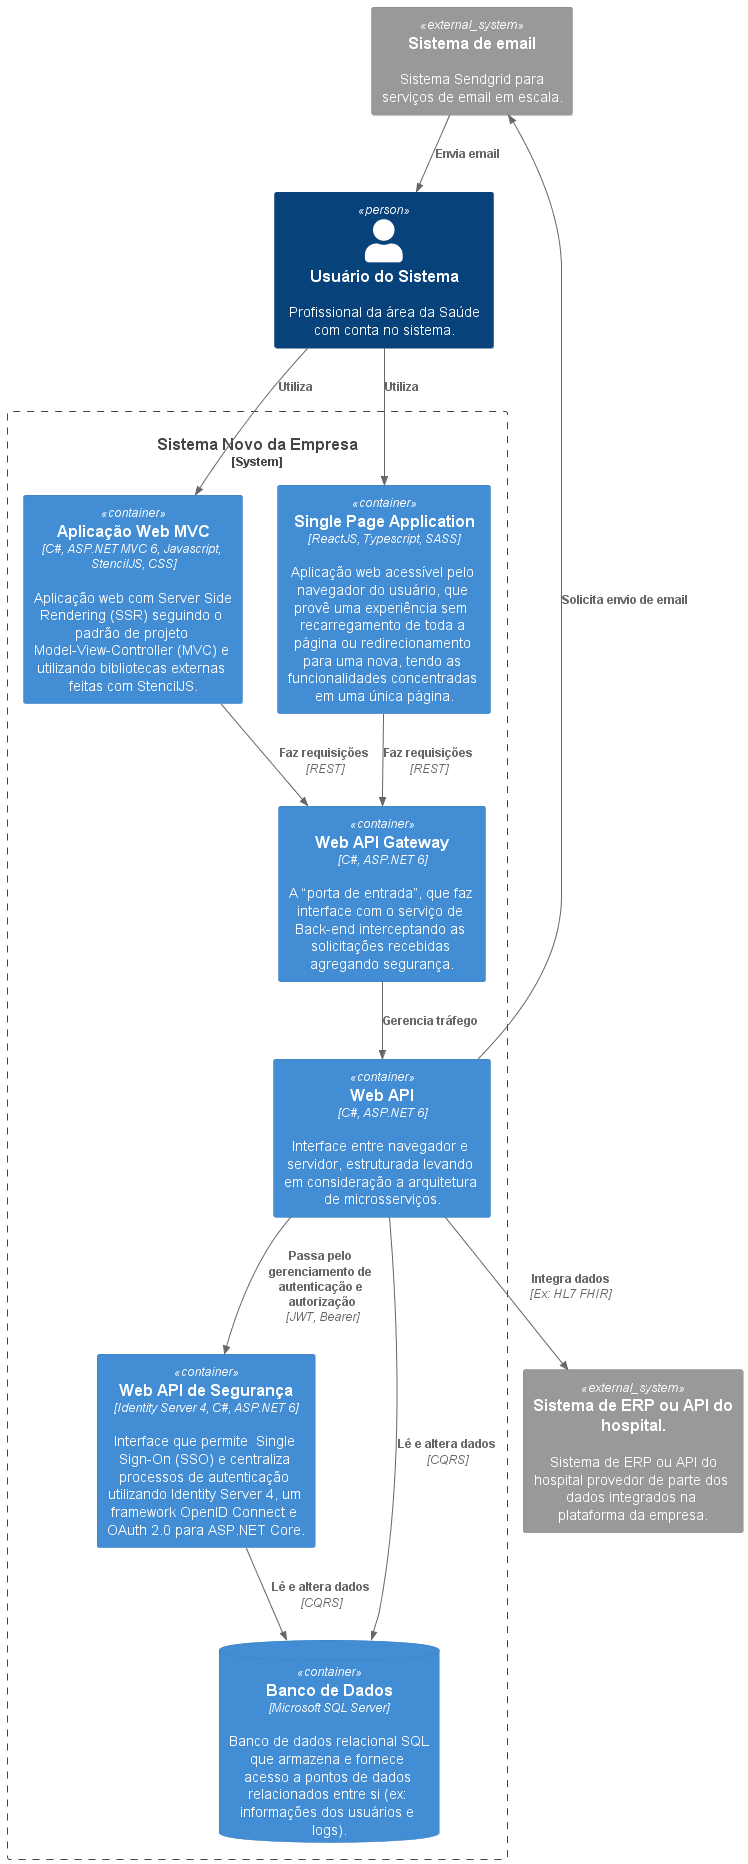 «external_system»
Sistema de email
Sistema Sendgrid para
serviços de email em escala.
Envia email
«person»
Usuário do Sistema
Profissional da área da Saúde
com conta no sistema.
Utiliza
Utiliza
Sistema Novo da Empresa
[System]
«container»
Aplicação Web MVC
[C#, ASP.NET MVC 6, Javascript,
StencilJS, CSS]
Aplicação web com Server Side
Rendering (SSR) seguindo o
padrão de projeto
Model-View-Controller (MVC) e
utilizando bibliotecas externas
feitas com StencilJS.
«container»
Single Page Application
[ReactJS, Typescript, SASS]
Aplicação web acessível pelo
navegador do usuário, que
provê uma experiência sem
recarregamento de toda a
página ou redirecionamento
para uma nova, tendo as
funcionalidades concentradas
em uma única página.
Solicita envio de email
Faz requisições
[REST]
Faz requisições
[REST]
«container»
Web API Gateway
[C#, ASP.NET 6]
A “porta de entrada”, que faz
interface com o serviço de
Back-end interceptando as
solicitações recebidas
agregando segurança.
Gerencia tráfego
«container»
Web API
[C#, ASP.NET 6]
Interface entre navegador e
servidor, estruturada levando
em consideração a arquitetura
de microsserviços.
Passa pelo
gerenciamento de
autenticação e
autorização
[JWT, Bearer]
Integra dados
[Ex: HL7 FHIR]
«container»
Web API de Segurança
[Identity Server 4, C#, ASP.NET 6]
Interface que permite  Single
Sign-On (SSO) e centraliza
processos de autenticação
utilizando Identity Server 4, um
framework OpenID Connect e
OAuth 2.0 para ASP.NET Core.
Lê e altera dados
[CQRS]
«external_system»
Sistema de ERP ou API do
hospital.
Sistema de ERP ou API do
hospital provedor de parte dos
dados integrados na
plataforma da empresa.
Lê e altera dados
[CQRS]
«container»
Banco de Dados
[Microsoft SQL Server]
Banco de dados relacional SQL
que armazena e fornece
acesso a pontos de dados
relacionados entre si (ex:
informações dos usuários e
logs).